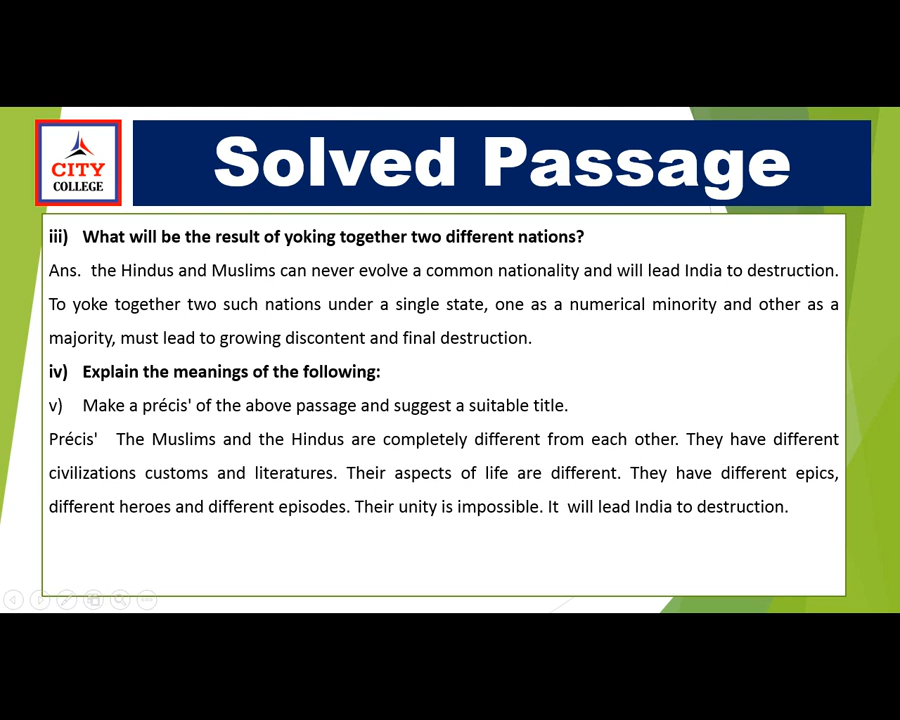 CITY
COLLEGE
Solved Passage
iii) What will be the result of yoking together two different nations?
Ans. the Hindus and Muslims can never evolve a common nationality and will lead India to destruction.
To yoke together two such nations under a single state, one as a numerical minority and other as a
majority, must lead to growing discontent and final destruction.
iv) Explain the meanings of the following:
v) Make a précis' of the above passage and suggest a suitable title.
Précis' The Muslims and the Hindus are completely different from each other. They have different
civilizations customs and literatures. Their aspects of life are different. They have different epics,
different heroes and different episodes. Their unity is impossible. It will lead India to destruction.